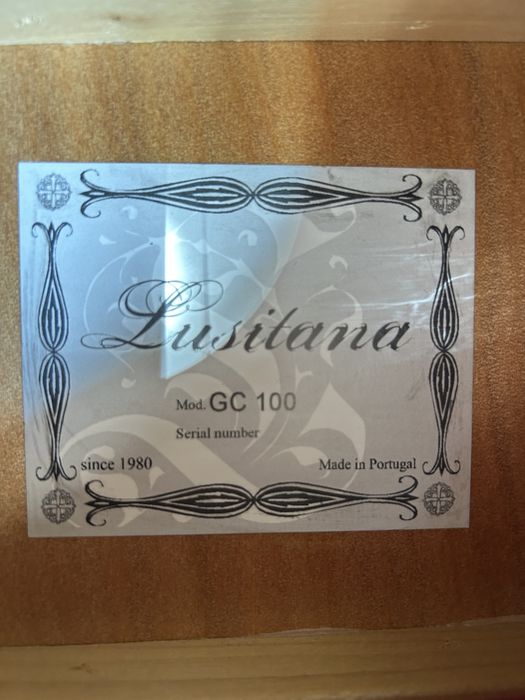 Lusitana
Mod. GC 100
Serial number
since 1980
Made in Portugal